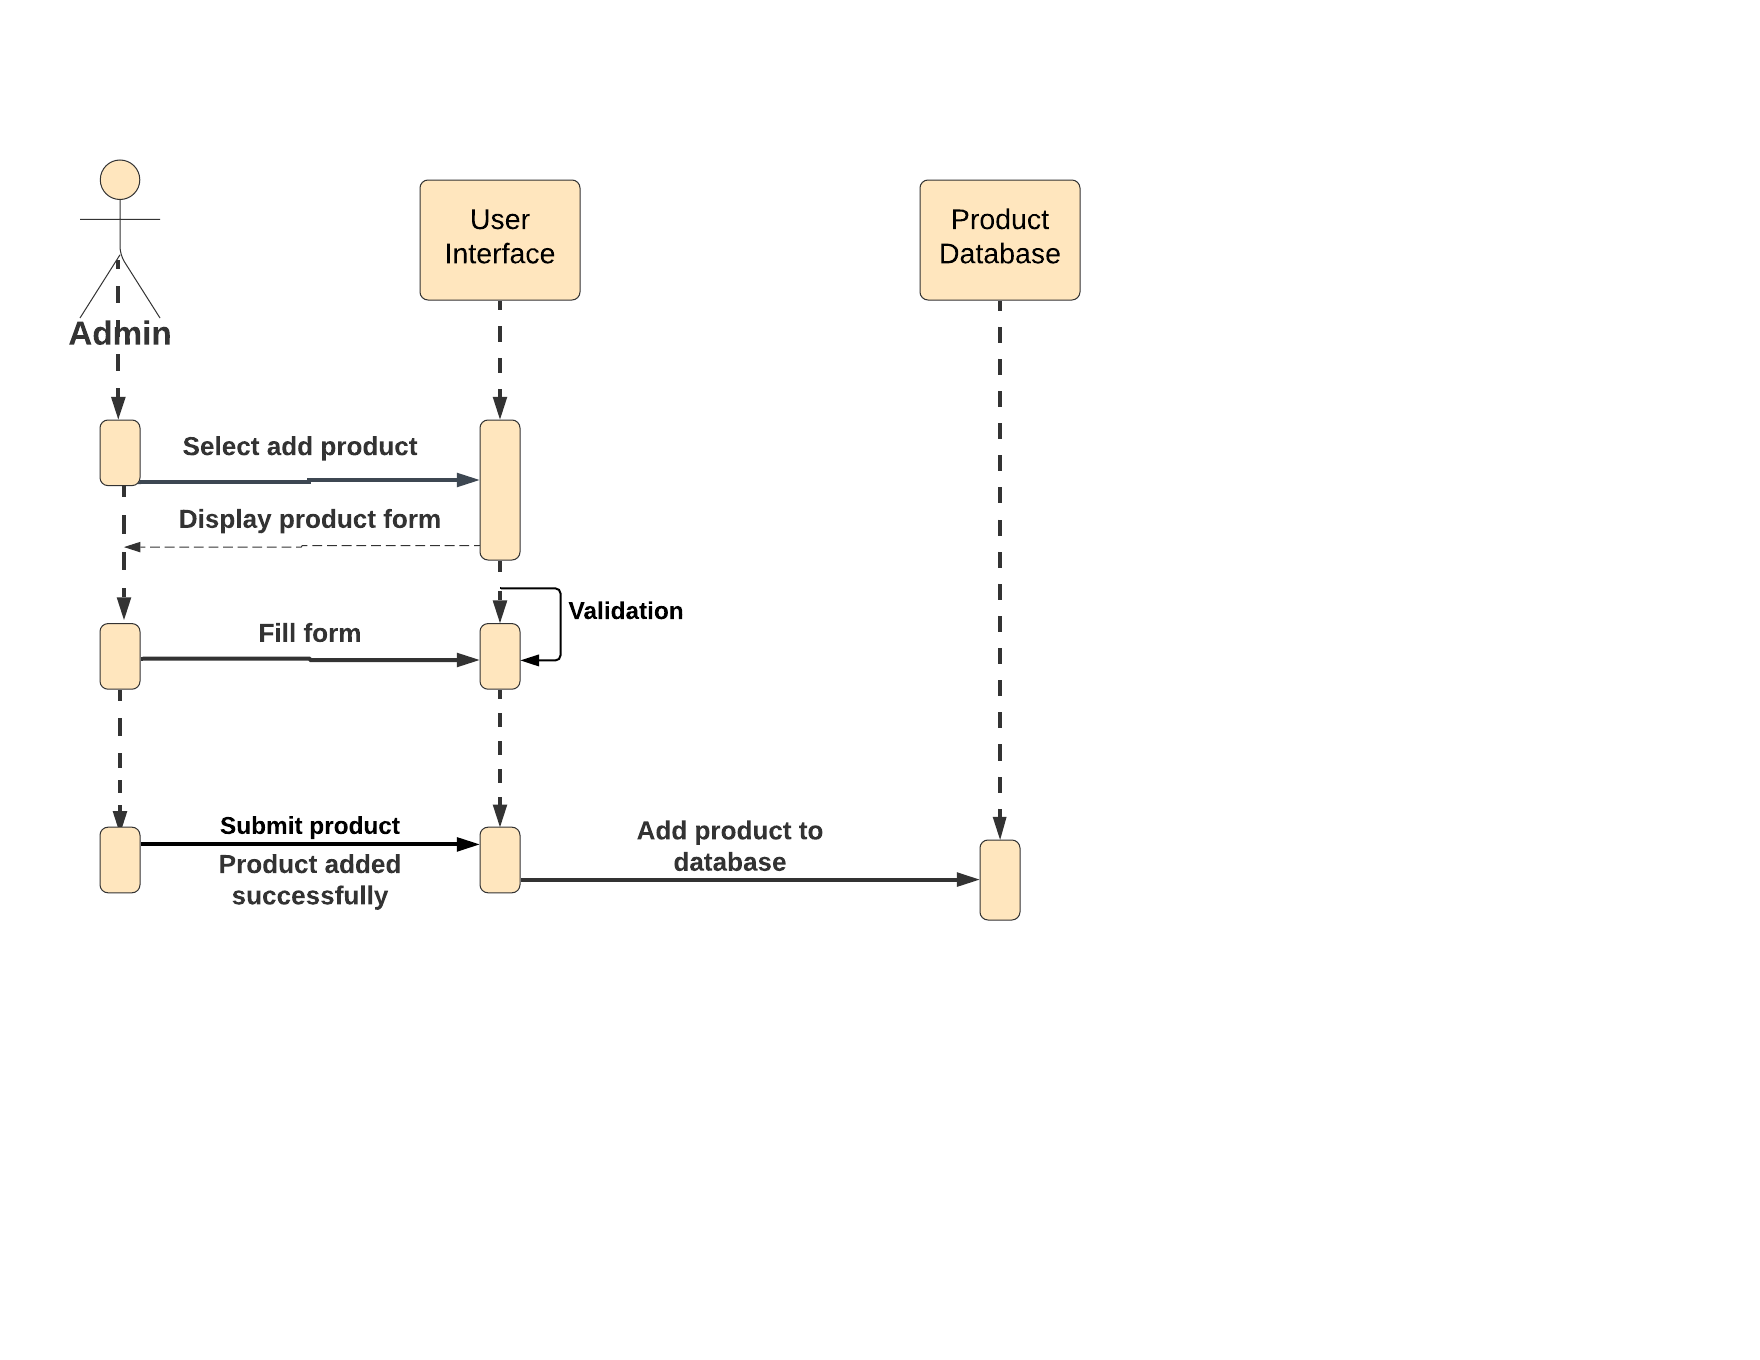 User
Interface
Product
Database
Admin
Select add product
Display product form
Validation
Fill form
Submit product
Product added
successfully
Add product to
database